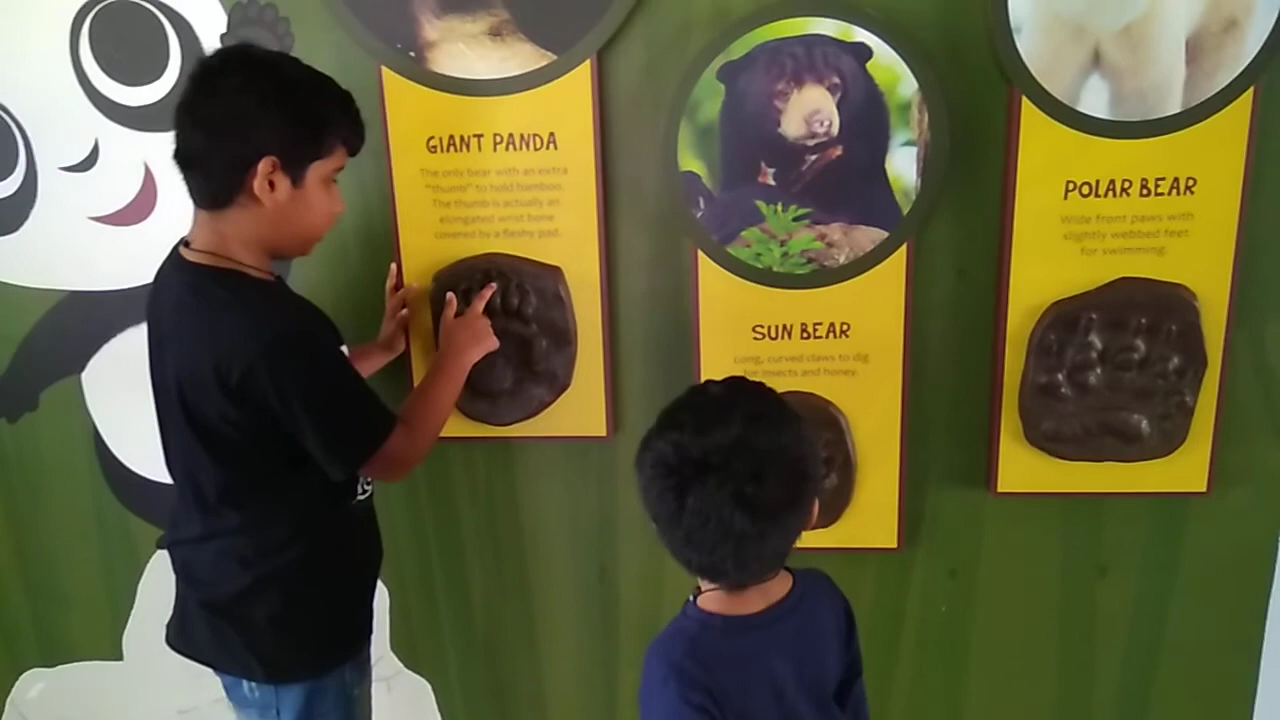 GIANT PANDA
The only bear with an extra
"thumb" to hold bamboo.
The thumb is actually an
elongated wrist bone
covered by a fleshy pad.
SUN BEAR
Long, curved claws to dig
for insects and honey.
POLAR BEAR
Wide front paws with
slightly webbed feet
for swimming.